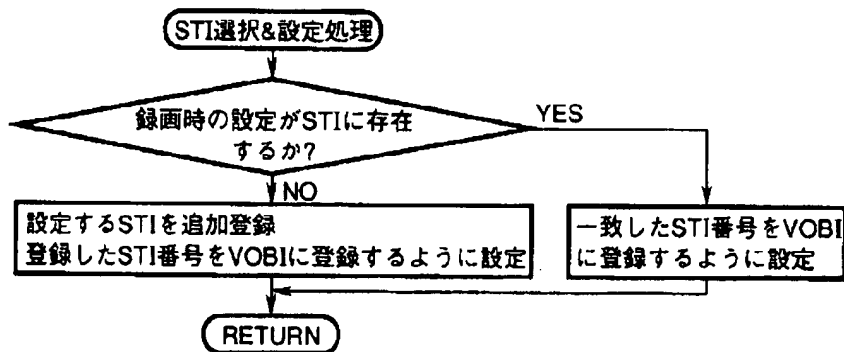 STI選択&設定処理
録画時の設定がSTIに存在
するか?
YES
NO
設定するSTIを追加登録
登録したSTI番号をVOBIに登録するように設定
一致したSTI番号をVOBI
に登録するように設定
RETURN